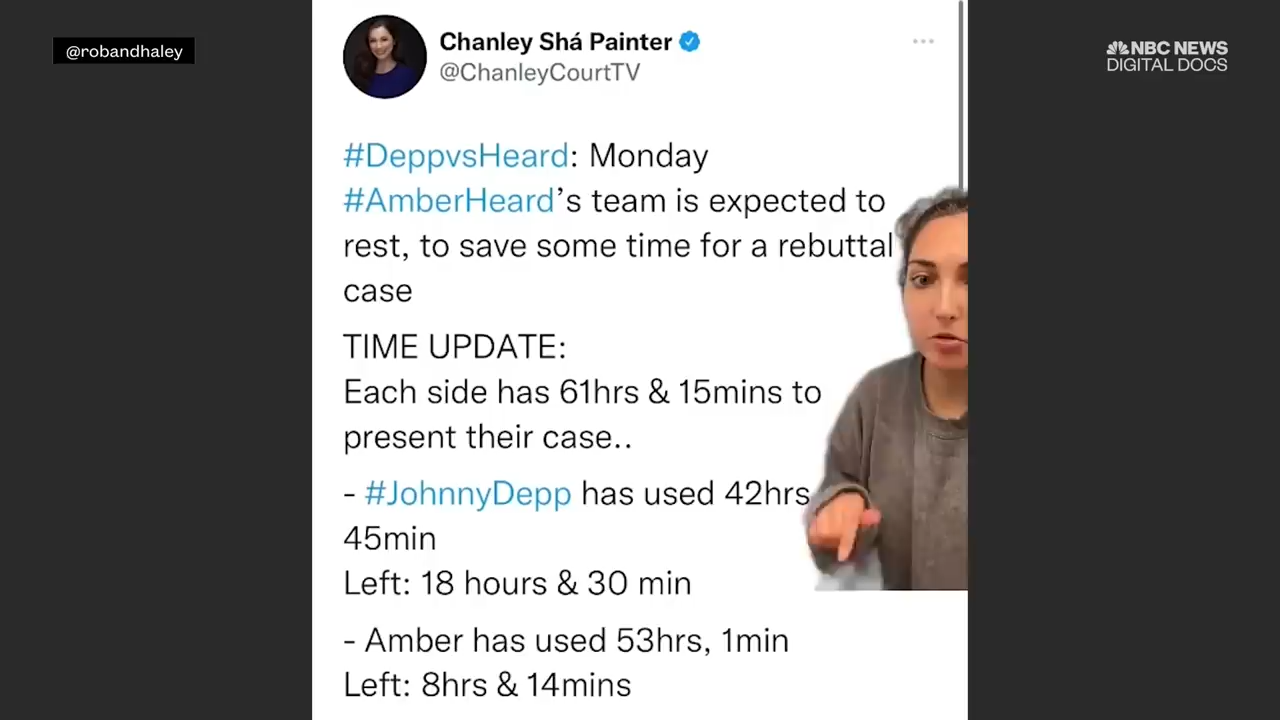 @robandhaley
NBC NEWS
DIGITAL DOCS
Chanley Shá Painter
@ChanleyCourtTV
#DeppvsHeard: Monday
#AmberHeard’s team is expected to
rest, to save some time for a rebuttal
case
TIME UPDATE:
Each side has 61hrs & 15mins to
present their case..
- #JohnnyDepp has used 42hrs
45min
Left: 18 hours & 30 min
- Amber has used 53hrs, 1min
Left: 8hrs & 14mins